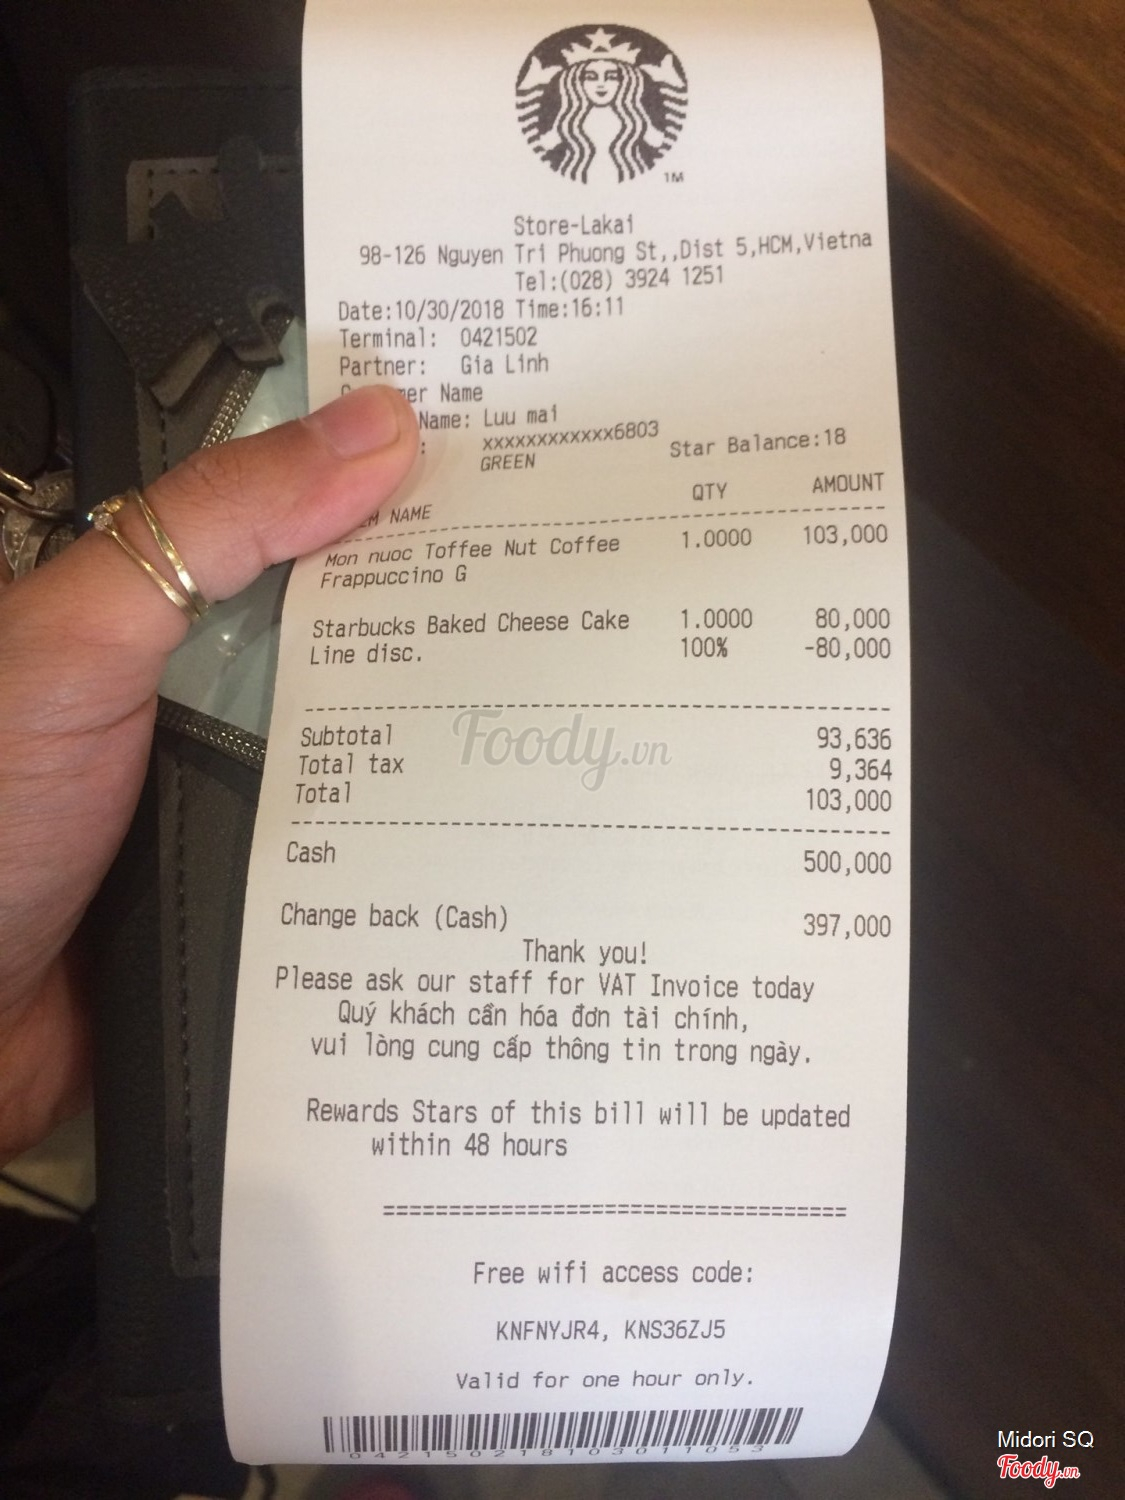 TM
Store-Lakai
98-126 Nguyen Tri Phuong St,,Dist 5,HCM,Vietna
Tel:(028) 3924 1251
Date:10/30/2018 Time:16:11
Terminal: 0421502
Partner: Gia Linh
Name
Name: Luu mai
: xxxxxxxxxxxx6803
GREEN Star Balance:18
NAME QTY AMOUNT
Mon nuoc Toffee Nut Coffee 1.0000 103,000
Frappuccino G
Starbucks Baked Cheese Cake 1.0000 80,000
Line disc. 100% -80,000
Subtotal 93,636
Total tax 9,364
Total 103,000
Cash 500,000
Change back (Cash) 397,000
Thank you!
Please ask our staff for VAT Invoice today
Quý khách cần hóa đơn tài chính,
vui lòng cung cấp thông tin trong ngày.
Rewards Stars of this bill will be updated
within 48 hours
====================================
Free wifi access code:
KNFNYJR4, KNS36ZJ5
Valid for one hour only.
042150218103011053
Foody.vn
Midori SQ
Foody.vn